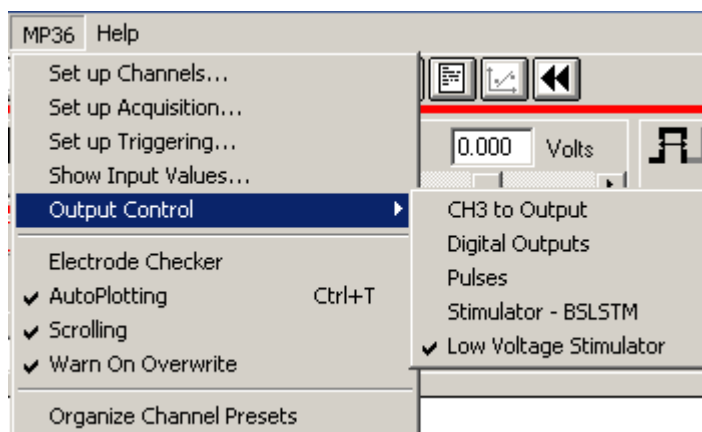 MP36 Help
Set up Channels...
Set up Acquisition...
Set up Triggering...
0.000 Volts
Show Input Values...
Output Control
CH3 to Output
Digital Outputs
Pulses
Stimulator - BSLSTM
Low Voltage Stimulator
Electrode Checker
AutoPlotting Ctrl+T
Scrolling
Warn On Overwrite
Organize Channel Presets